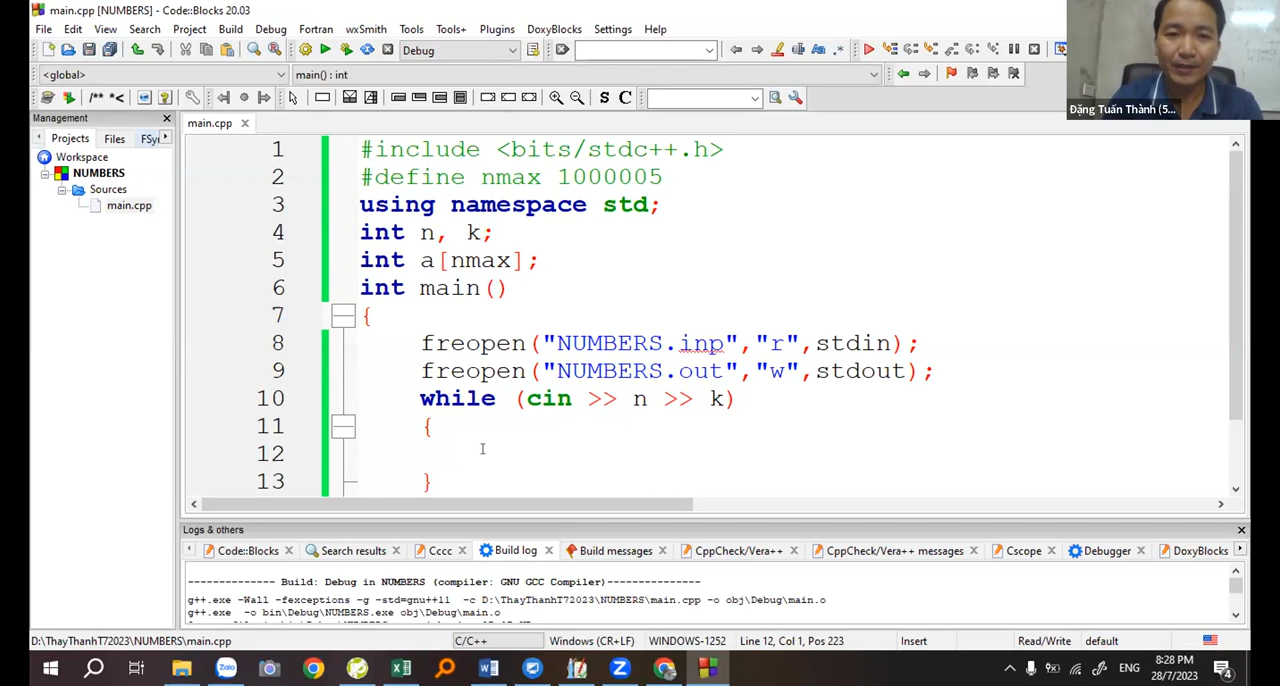 main.cpp [NUMBERS] - Code::Blocks 20.03
File Edit View Search Project Build Debug Fortran wxSmith Tools Tools+ Plugins DoxyBlocks Settings Help
Debug
<global>
main() : int
/** *<
S C
Đặng Tuấn Thành (5...
Management
Projects Files FSy
Workspace
NUMBERS
Sources
main.cpp
main.cpp
1 #include <bits/stdc++.h>
2 #define nmax 1000005
3 using namespace std;
4 int n, k;
5 int a[nmax];
6 int main()
7 {
8 freopen("NUMBERS.inp","r",stdin);
9 freopen("NUMBERS.out","w",stdout);
10 while (cin >> n >> k)
11 {
12
13 }
Logs & others
Code::Blocks Search results Cccc Build log Build messages CppCheck/Vera++ CppCheck/Vera++ messages Cscope Debugger DoxyBlocks
-------------- Build: Debug in NUMBERS (compiler: GNU GCC Compiler)---------------
g++.exe -Wall -fexceptions -g -std=gnu++11 -c D:\ThayThanhT72023\NUMBERS\main.cpp -o obj\Debug\main.o
g++.exe -o bin\Debug\NUMBERS.exe obj\Debug\main.o
D:\ThayThanhT72023\NUMBERS\main.cpp C/C++ Windows (CR+LF) WINDOWS-1252 Line 12, Col 1, Pos 223 Insert Read/Write default
Zalo
ENG
8:28 PM
28/7/2023
4